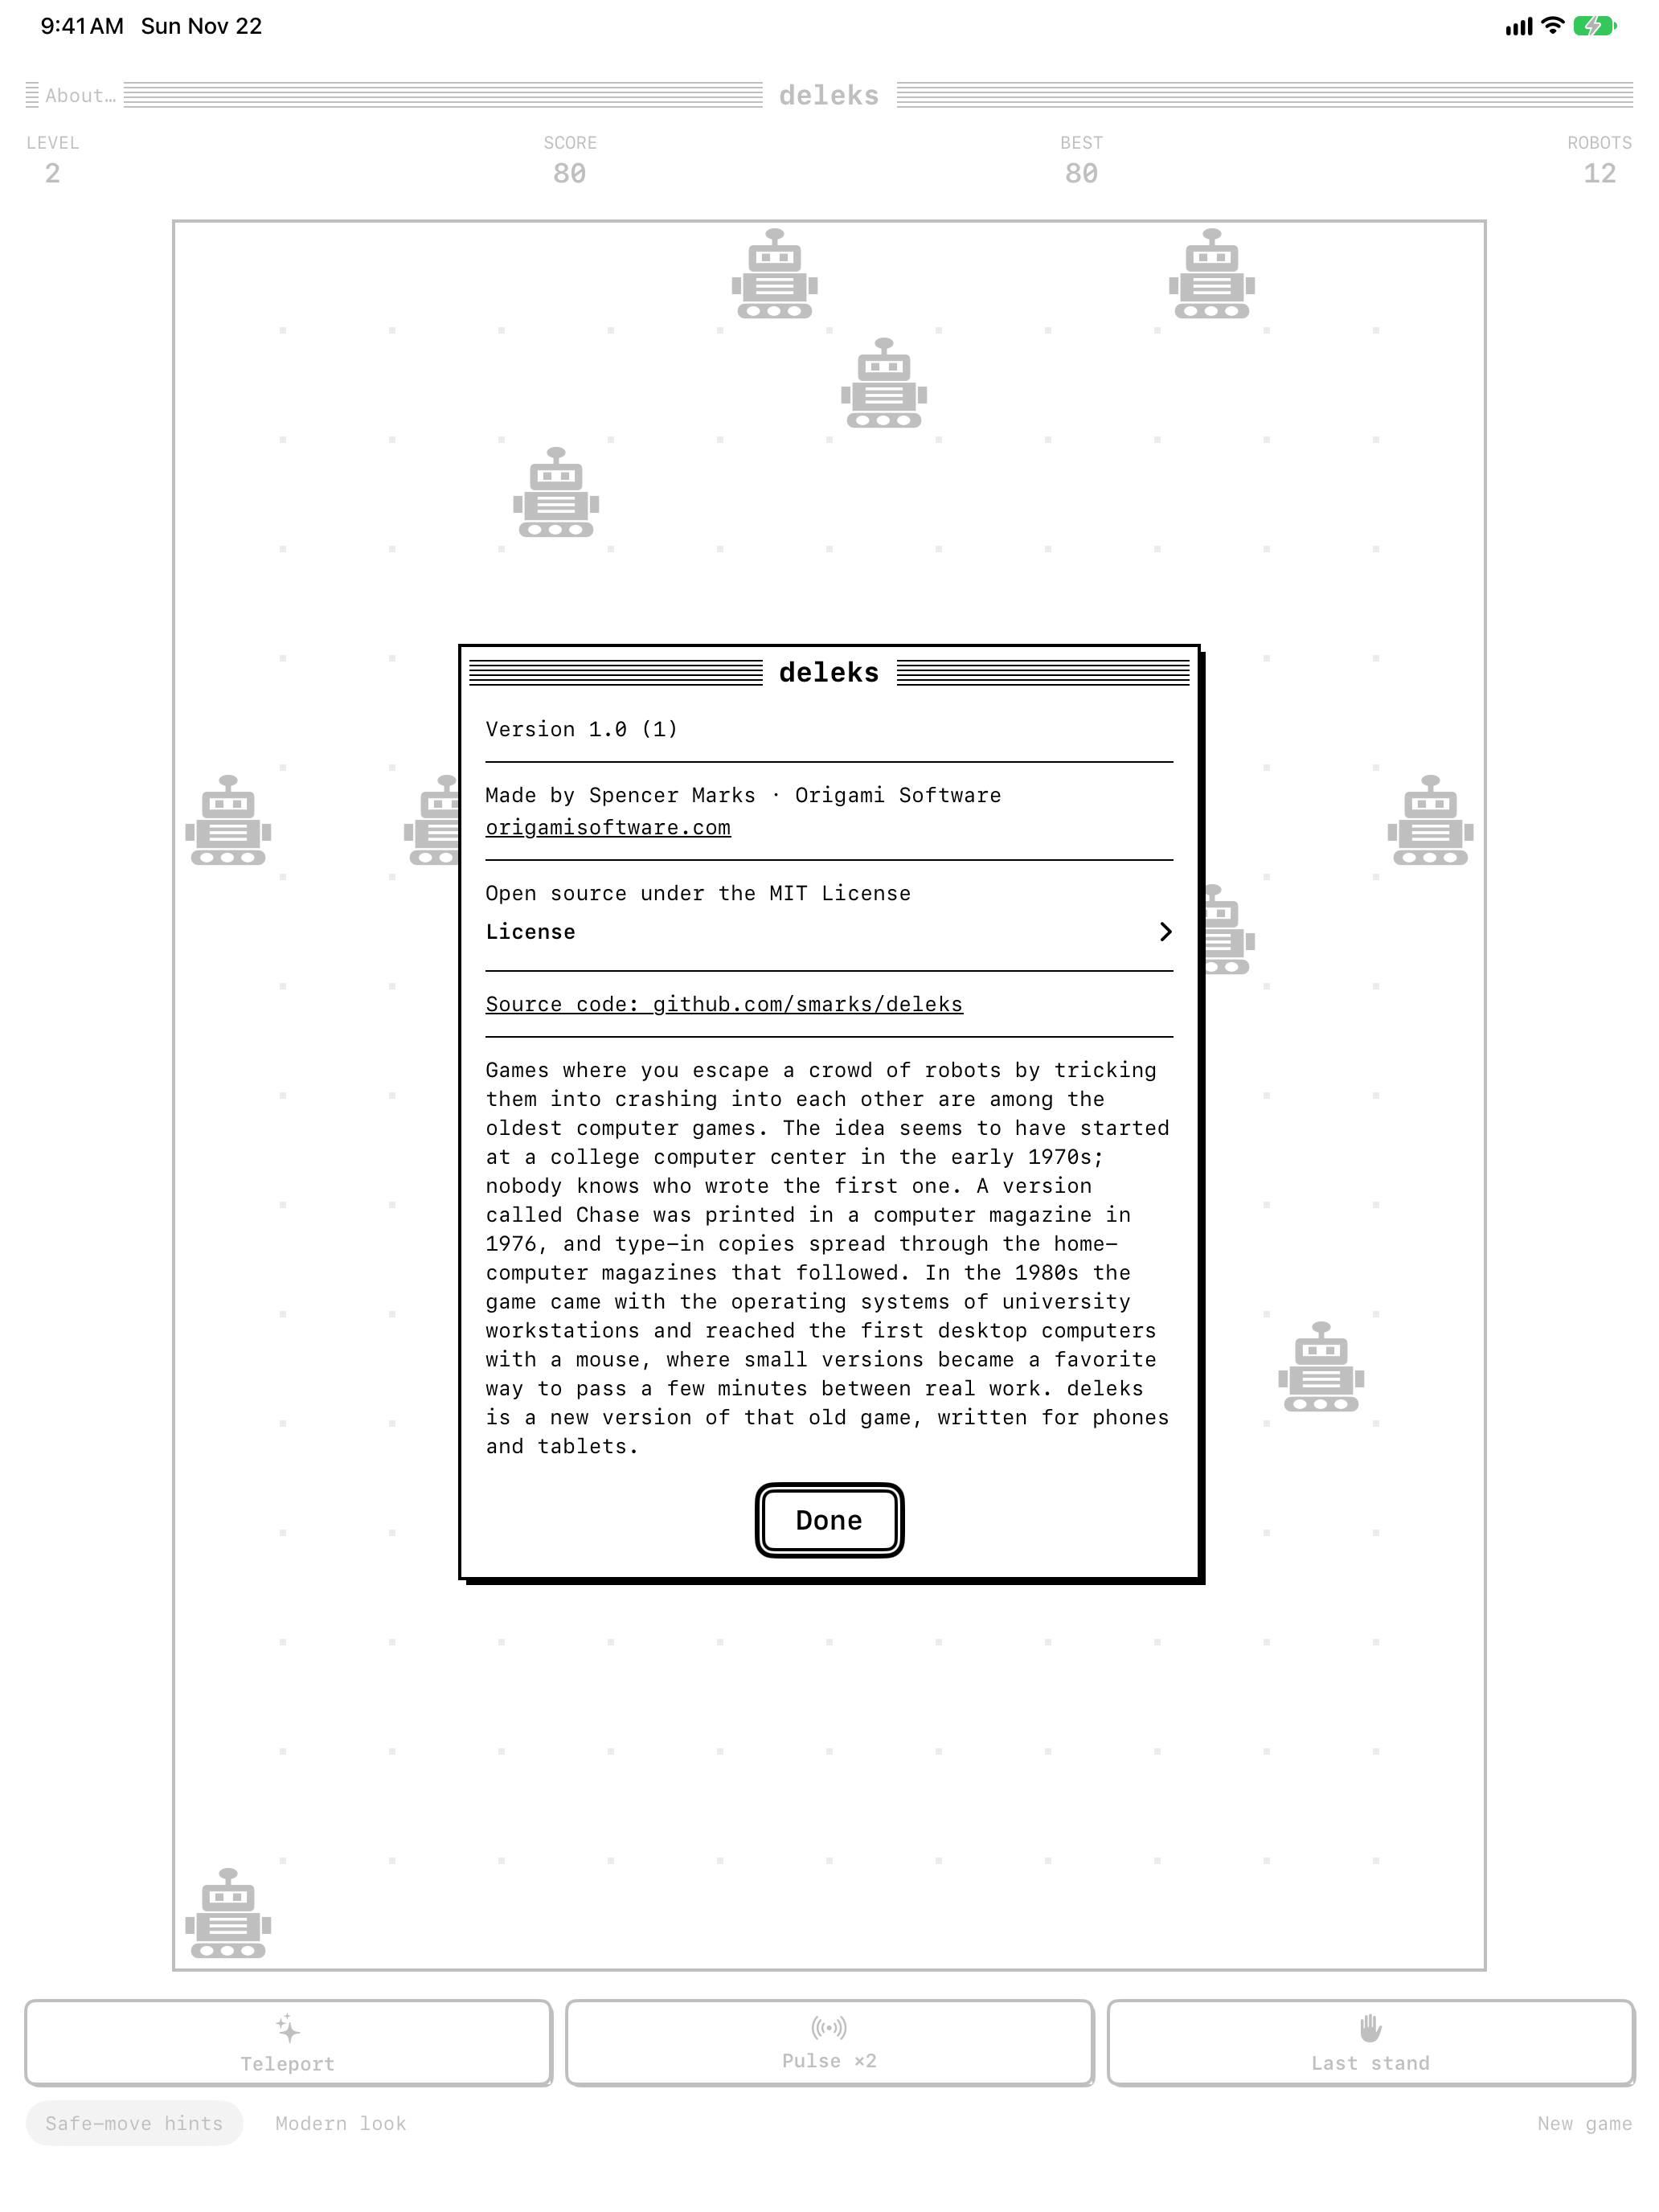 9:41 AM Sun Nov 22
About… deleks
LEVEL SCORE BEST ROBOTS
2 80 80 12
deleks
Version 1.0 (1)
Made by Spencer Marks · Origami Software
origamisoftware.com
Open source under the MIT License
License
Source code: github.com/smarks/deleks
Games where you escape a crowd of robots by tricking
them into crashing into each other are among the
oldest computer games. The idea seems to have started
at a college computer center in the early 1970s;
nobody knows who wrote the first one. A version
called Chase was printed in a computer magazine in
1976, and type-in copies spread through the home-
computer magazines that followed. In the 1980s the
game came with the operating systems of university
workstations and reached the first desktop computers
with a mouse, where small versions became a favorite
way to pass a few minutes between real work. deleks
is a new version of that old game, written for phones
and tablets.
Done
Teleport Pulse ×2 Last stand
Safe-move hints Modern look New game